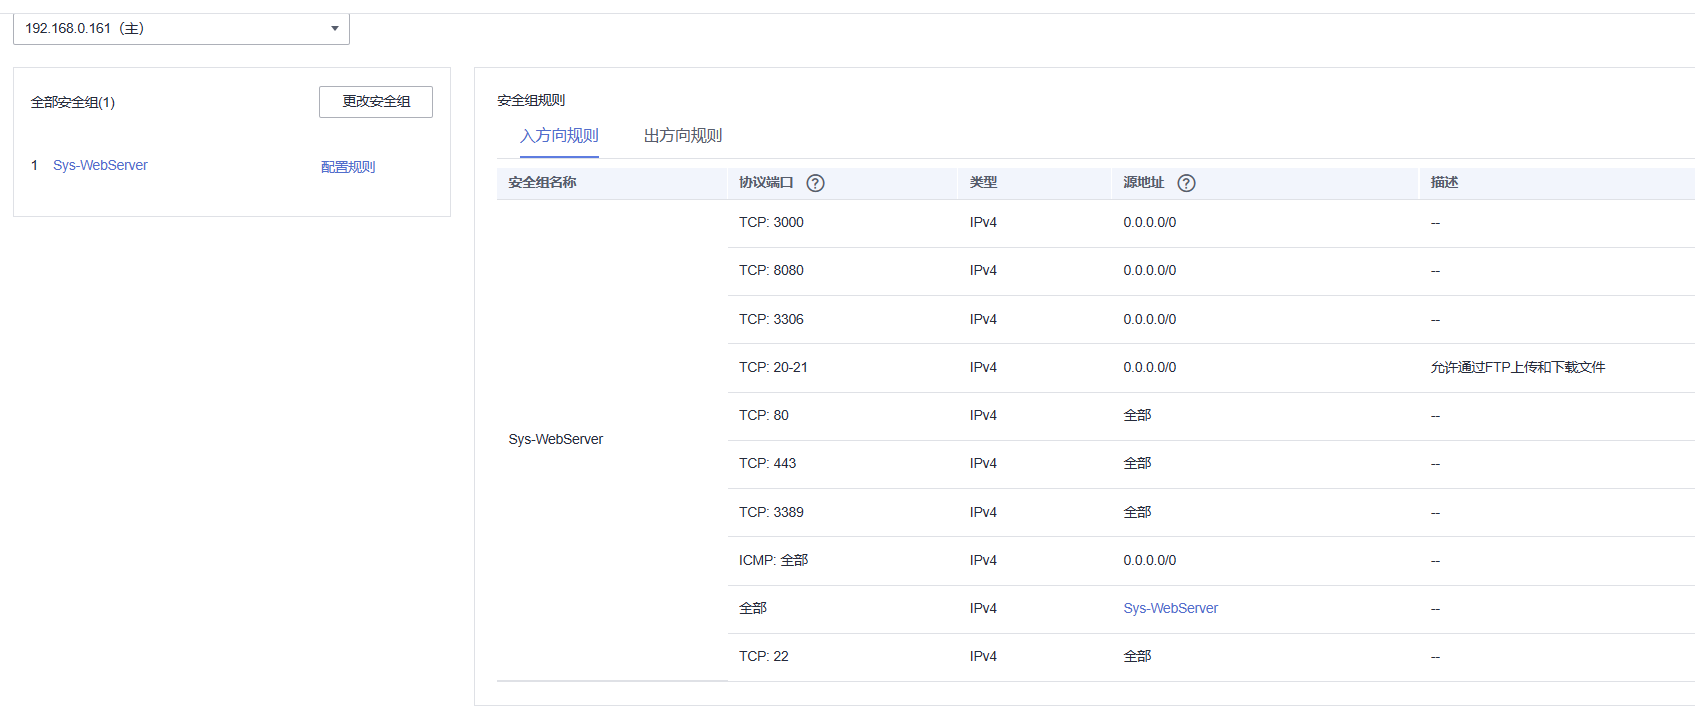 192.168.0.161（主）
全部安全组(1)
更改安全组
1 Sys-WebServer 配置规则
安全组规则
入方向规则 出方向规则
安全组名称 协议端口 ? 类型 源地址 ? 描述
TCP: 3000 IPv4 0.0.0.0/0 --
TCP: 8080 IPv4 0.0.0.0/0 --
TCP: 3306 IPv4 0.0.0.0/0 --
TCP: 20-21 IPv4 0.0.0.0/0 允许通过FTP上传和下载文件
TCP: 80 IPv4 全部 --
Sys-WebServer
TCP: 443 IPv4 全部 --
TCP: 3389 IPv4 全部 --
ICMP: 全部 IPv4 0.0.0.0/0 --
全部 IPv4 Sys-WebServer --
TCP: 22 IPv4 全部 --